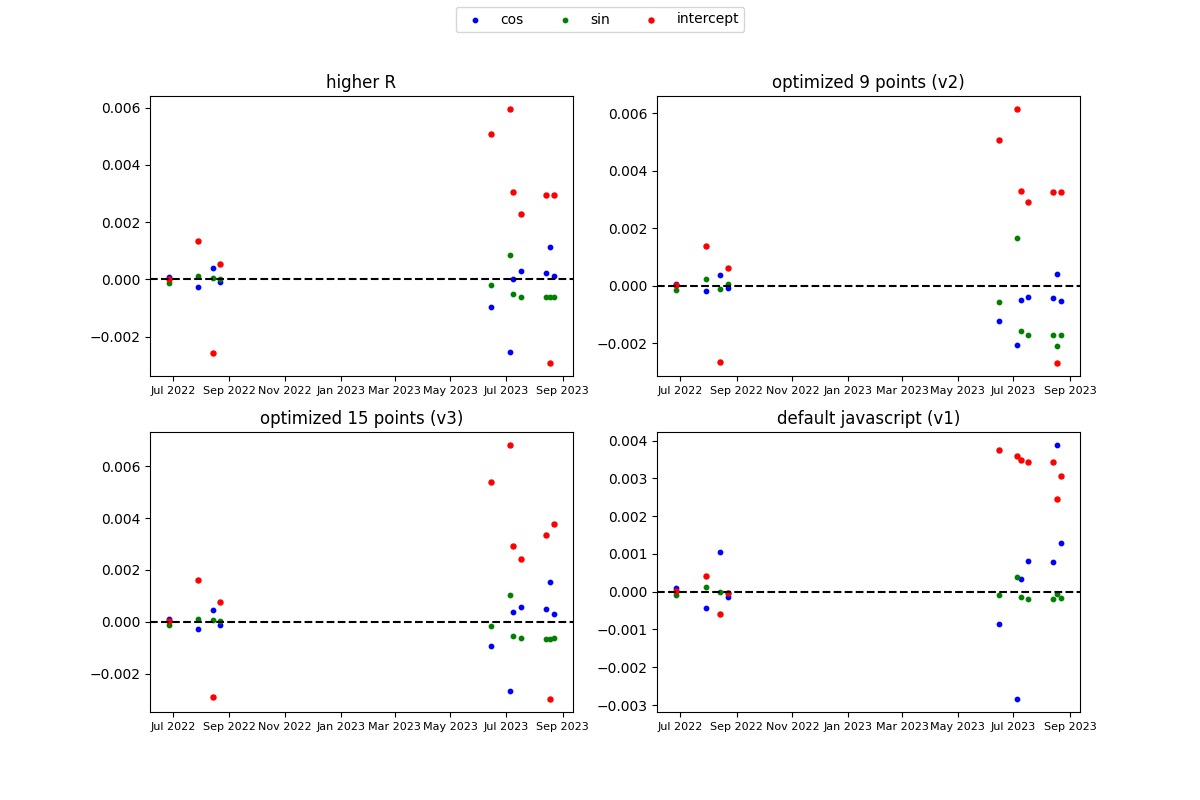 cos sin intercept
higher R
0.006
0.004
0.002
0.000
−0.002
Jul 2022 Sep 2022 Nov 2022 Jan 2023 Mar 2023 May 2023 Jul 2023 Sep 2023
optimized 9 points (v2)
0.006
0.004
0.002
0.000
−0.002
Jul 2022 Sep 2022 Nov 2022 Jan 2023 Mar 2023 May 2023 Jul 2023 Sep 2023
optimized 15 points (v3)
0.006
0.004
0.002
0.000
−0.002
Jul 2022 Sep 2022 Nov 2022 Jan 2023 Mar 2023 May 2023 Jul 2023 Sep 2023
default javascript (v1)
0.004
0.003
0.002
0.001
0.000
−0.001
−0.002
−0.003
Jul 2022 Sep 2022 Nov 2022 Jan 2023 Mar 2023 May 2023 Jul 2023 Sep 2023